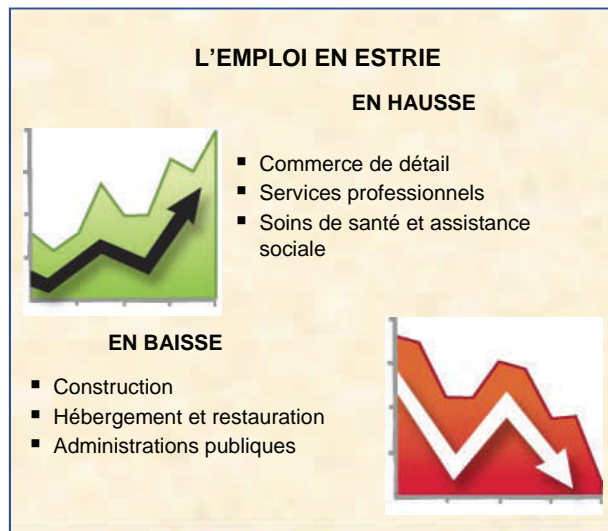 L'EMPLOI EN ESTRIE
EN HAUSSE
▪ Commerce de détail
▪ Services professionnels
▪ Soins de santé et assistance
sociale
EN BAISSE
▪ Construction
▪ Hébergement et restauration
▪ Administrations publiques